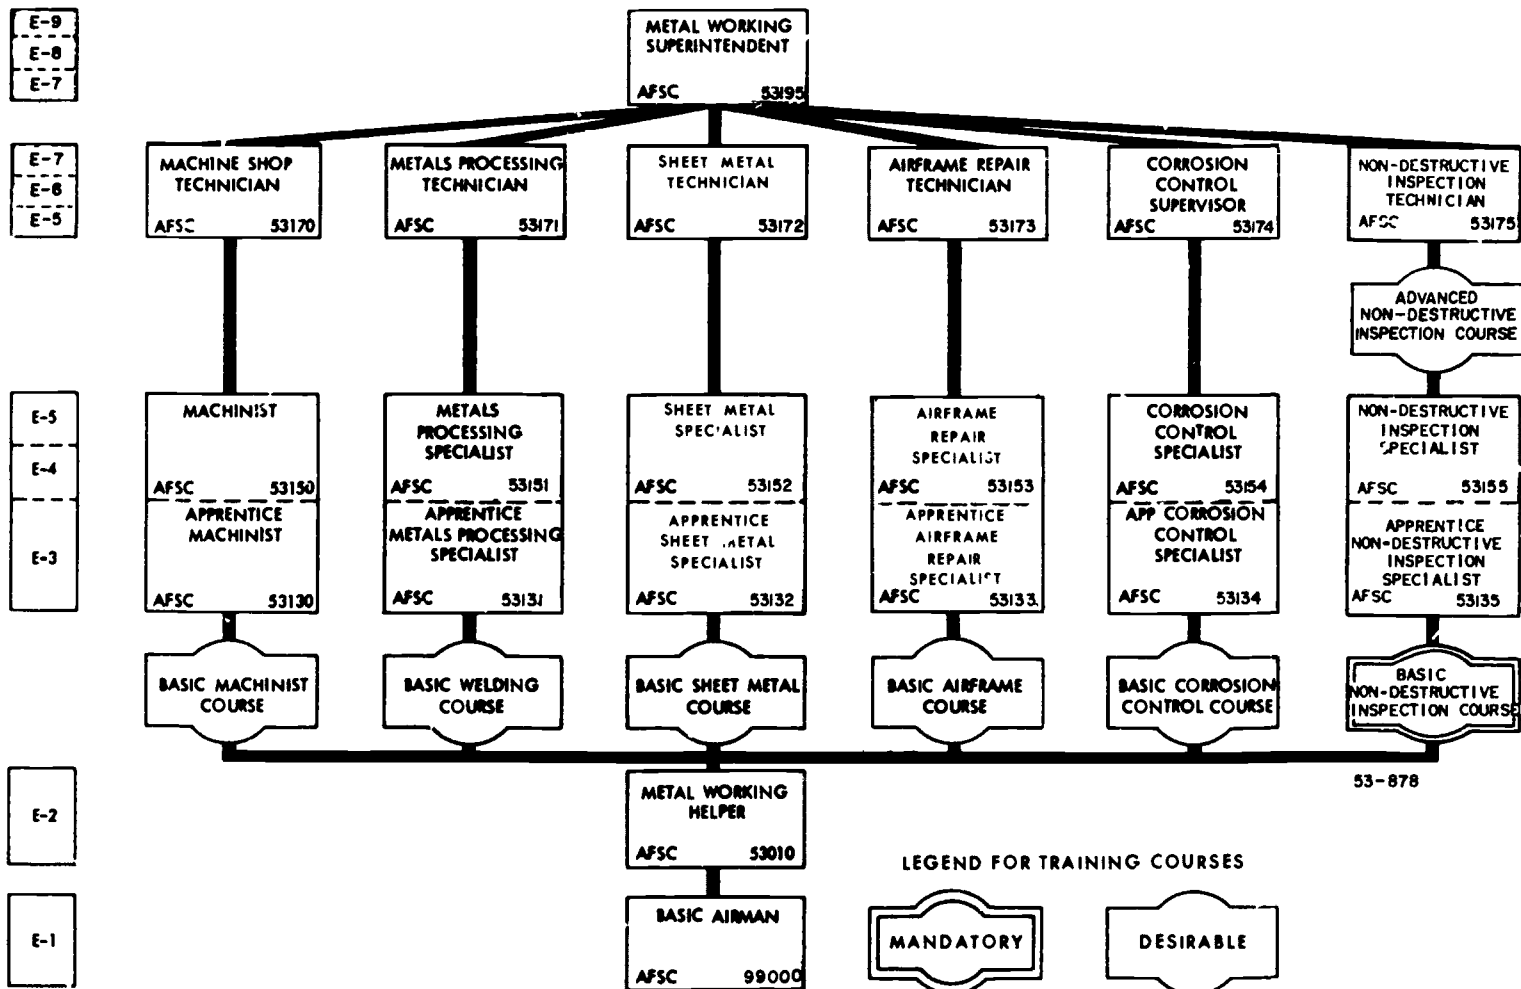 E-9
E-8
E-7
METAL WORKING
SUPERINTENDENT
AFSC 53195
E-7
E-6
E-5
MACHINE SHOP
TECHNICIAN
AFSC 53170
METALS PROCESSING
TECHNICIAN
AFSC 53171
SHEET METAL
TECHNICIAN
AFSC 53172
AIRFRAME REPAIR
TECHNICIAN
AFSC 53173
CORROSION
CONTROL
SUPERVISOR
AFSC 53174
NON-DESTRUCTIVE
INSPECTION
TECHNICIAN
AFSC 53175
ADVANCED
NON-DESTRUCTIVE
INSPECTION COURSE
E-5
E-4
E-3
MACHINIST
AFSC 53150
APPRENTICE
MACHINIST
AFSC 53130
METALS
PROCESSING
SPECIALIST
AFSC 53151
APPRENTICE
METALS PROCESSING
SPECIALIST
AFSC 53131
SHEET METAL
SPECIALIST
AFSC 53152
APPRENTICE
SHEET METAL
SPECIALIST
AFSC 53132
AIRFRAME
REPAIR
SPECIALIST
AFSC 53153
APPRENTICE
AIRFRAME
REPAIR
SPECIALIST
AFSC 53133
CORROSION
CONTROL
SPECIALIST
AFSC 53154
APP CORROSION
CONTROL
SPECIALIST
AFSC 53134
NON-DESTRUCTIVE
INSPECTION
SPECIALIST
AFSC 53155
APPRENTICE
NON-DESTRUCTIVE
INSPECTION
SPECIALIST
AFSC 53135
BASIC MACHINIST
COURSE
BASIC WELDING
COURSE
BASIC SHEET METAL
COURSE
BASIC AIRFRAME
COURSE
BASIC CORROSION
CONTROL COURSE
BASIC
NON-DESTRUCTIVE
INSPECTION COURSE
53-878
E-2
METAL WORKING
HELPER
AFSC 53010
E-1
BASIC AIRMAN
AFSC 99000
LEGEND FOR TRAINING COURSES
MANDATORY
DESIRABLE